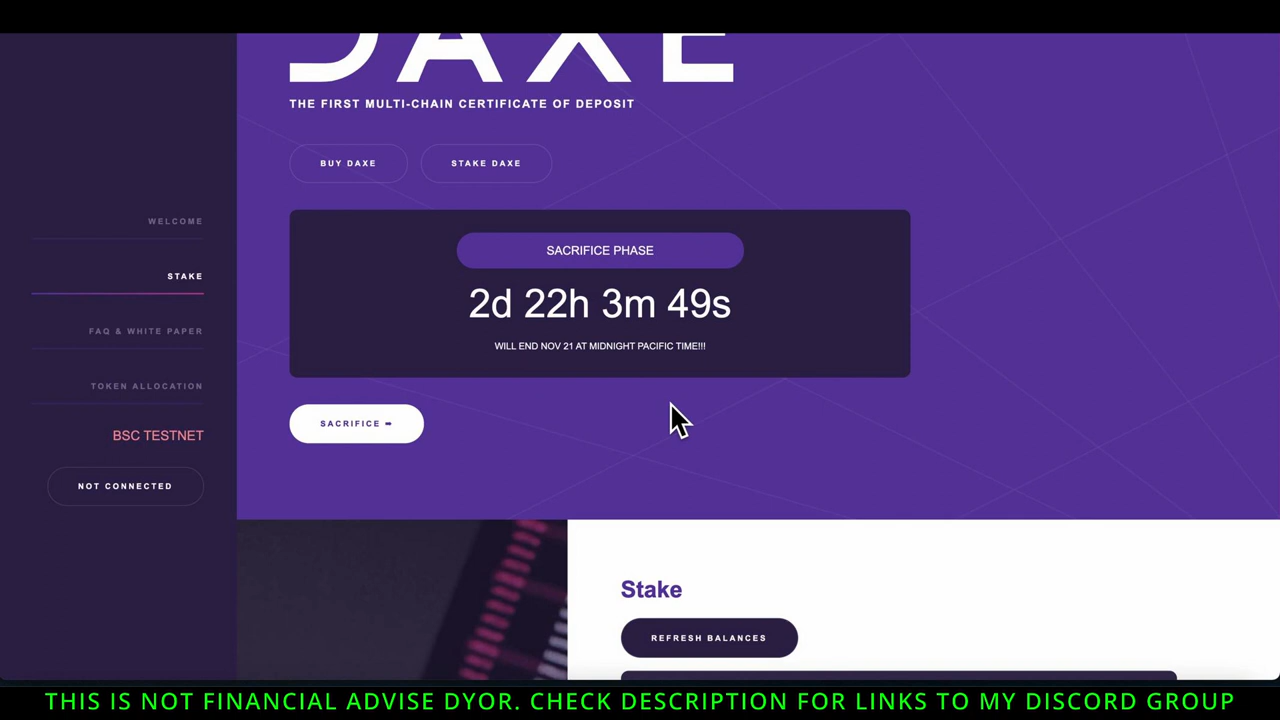 DAXE
THE FIRST MULTI-CHAIN CERTIFICATE OF DEPOSIT
BUY DAXE
STAKE DAXE
SACRIFICE PHASE
2d 22h 3m 49s
WILL END NOV 21 AT MIDNIGHT PACIFIC TIME!!!
SACRIFICE ➡
WELCOME
STAKE
FAQ & WHITE PAPER
TOKEN ALLOCATION
BSC TESTNET
NOT CONNECTED
Stake
REFRESH BALANCES
THIS IS NOT FINANCIAL ADVISE DYOR. CHECK DESCRIPTION FOR LINKS TO MY DISCORD GROUP